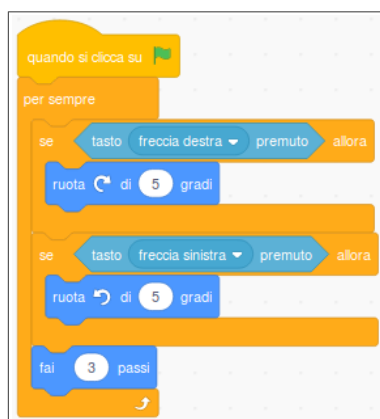 quando si clicca su
per sempre
se tasto freccia destra premuto allora
ruota di 5 gradi
se tasto freccia sinistra premuto allora
ruota di 5 gradi
fai 3 passi